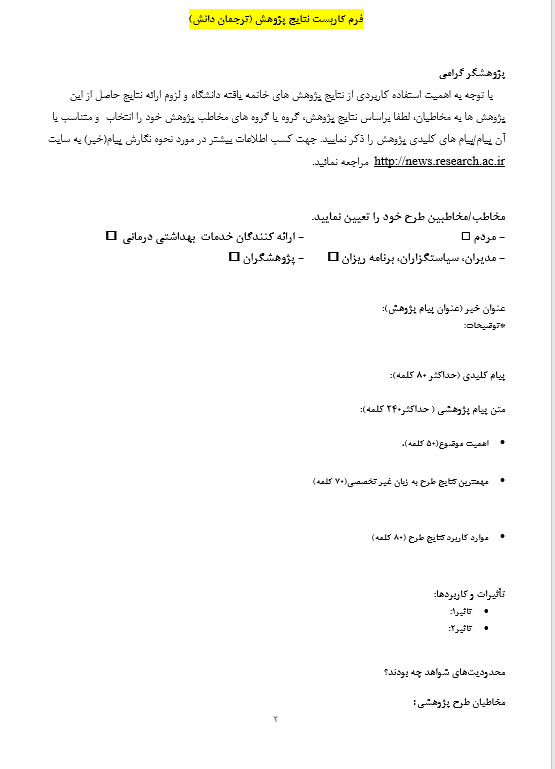 فرم کاربست نتایج پژوهش (ترجمان دانش)
پژوهشگر گرامی
با توجه به اهمیت استفاده کاربردی از نتایج پژوهش های خاتمه یافته دانشگاه و لزوم ارائه نتایج حاصل از این
پژوهش ها به مخاطبان، لطفا براساس نتایج پژوهش، گروه یا گروه های مخاطب پژوهش خود را انتخاب و متناسب با
آن پیام/پیام های کلیدی پژوهش را ذکر نمایید. جهت کسب اطلاعات بیشتر در مورد نحوه نگارش پیام(خبر) به سایت
http://news.research.ac.ir مراجعه نمائید.
مخاطب/مخاطبین طرح خود را تعیین نمایید.
- مردم □ - ارائه کنندگان خدمات بهداشتی درمانی □
- مدیران، سیاستگزاران، برنامه ریزان □ - پژوهشگران □
عنوان خبر (عنوان پیام پژوهش):
*توضیحات:
پیام کلیدی (حداکثر ۸۰ کلمه):
متن پیام پژوهشی ( حداکثر۲۴۰ کلمه):
• اهمیت موضوع(۵۰ کلمه).
• مهمترین نتایج طرح به زبان غیر تخصصی(۷۰ کلمه)
• موارد کاربرد نتایج طرح (۸۰ کلمه)
تأثیرات و کاربردها:
• تاثیر۱:
• تاثیر۲:
محدودیت‌های شواهد چه بودند؟
مخاطبان طرح پژوهشی:
۲